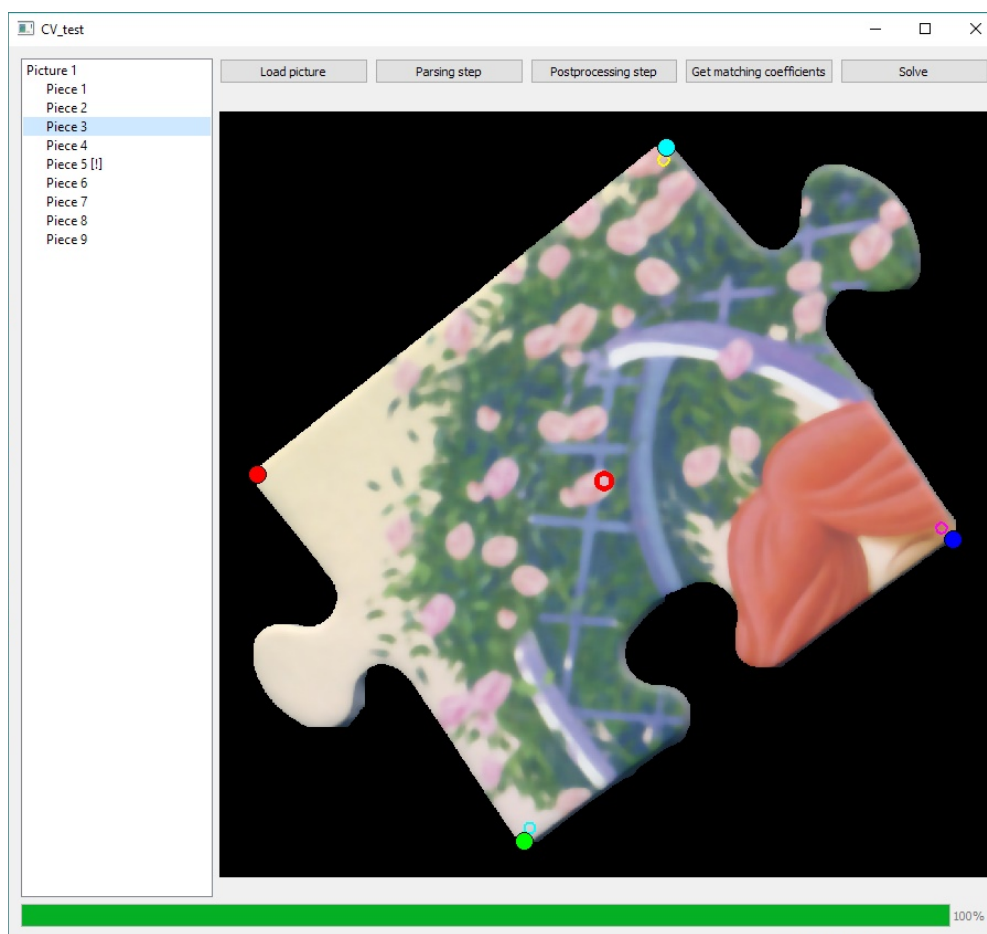 CV_test
Load picture Parsing step Postprocessing step Get matching coefficients Solve
Picture 1
Piece 1
Piece 2
Piece 3
Piece 4
Piece 5 [!]
Piece 6
Piece 7
Piece 8
Piece 9
100%